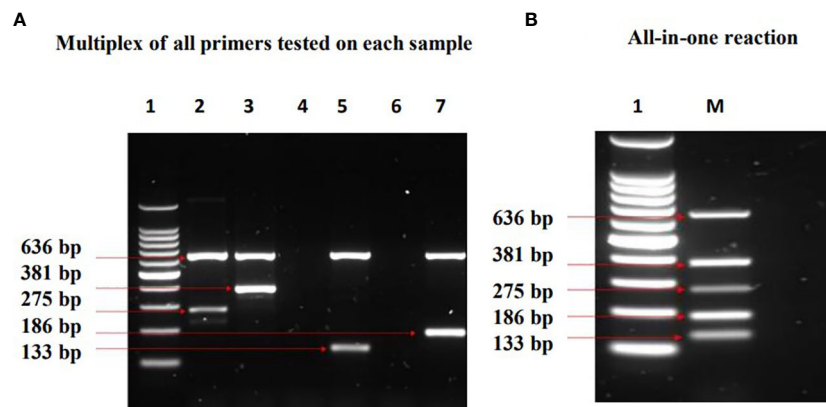 A
Multiplex of all primers tested on each sample
1 2 3 4 5 6 7
636 bp
381 bp
275 bp
186 bp
133 bp
B
All-in-one reaction
1 M
636 bp
381 bp
275 bp
186 bp
133 bp